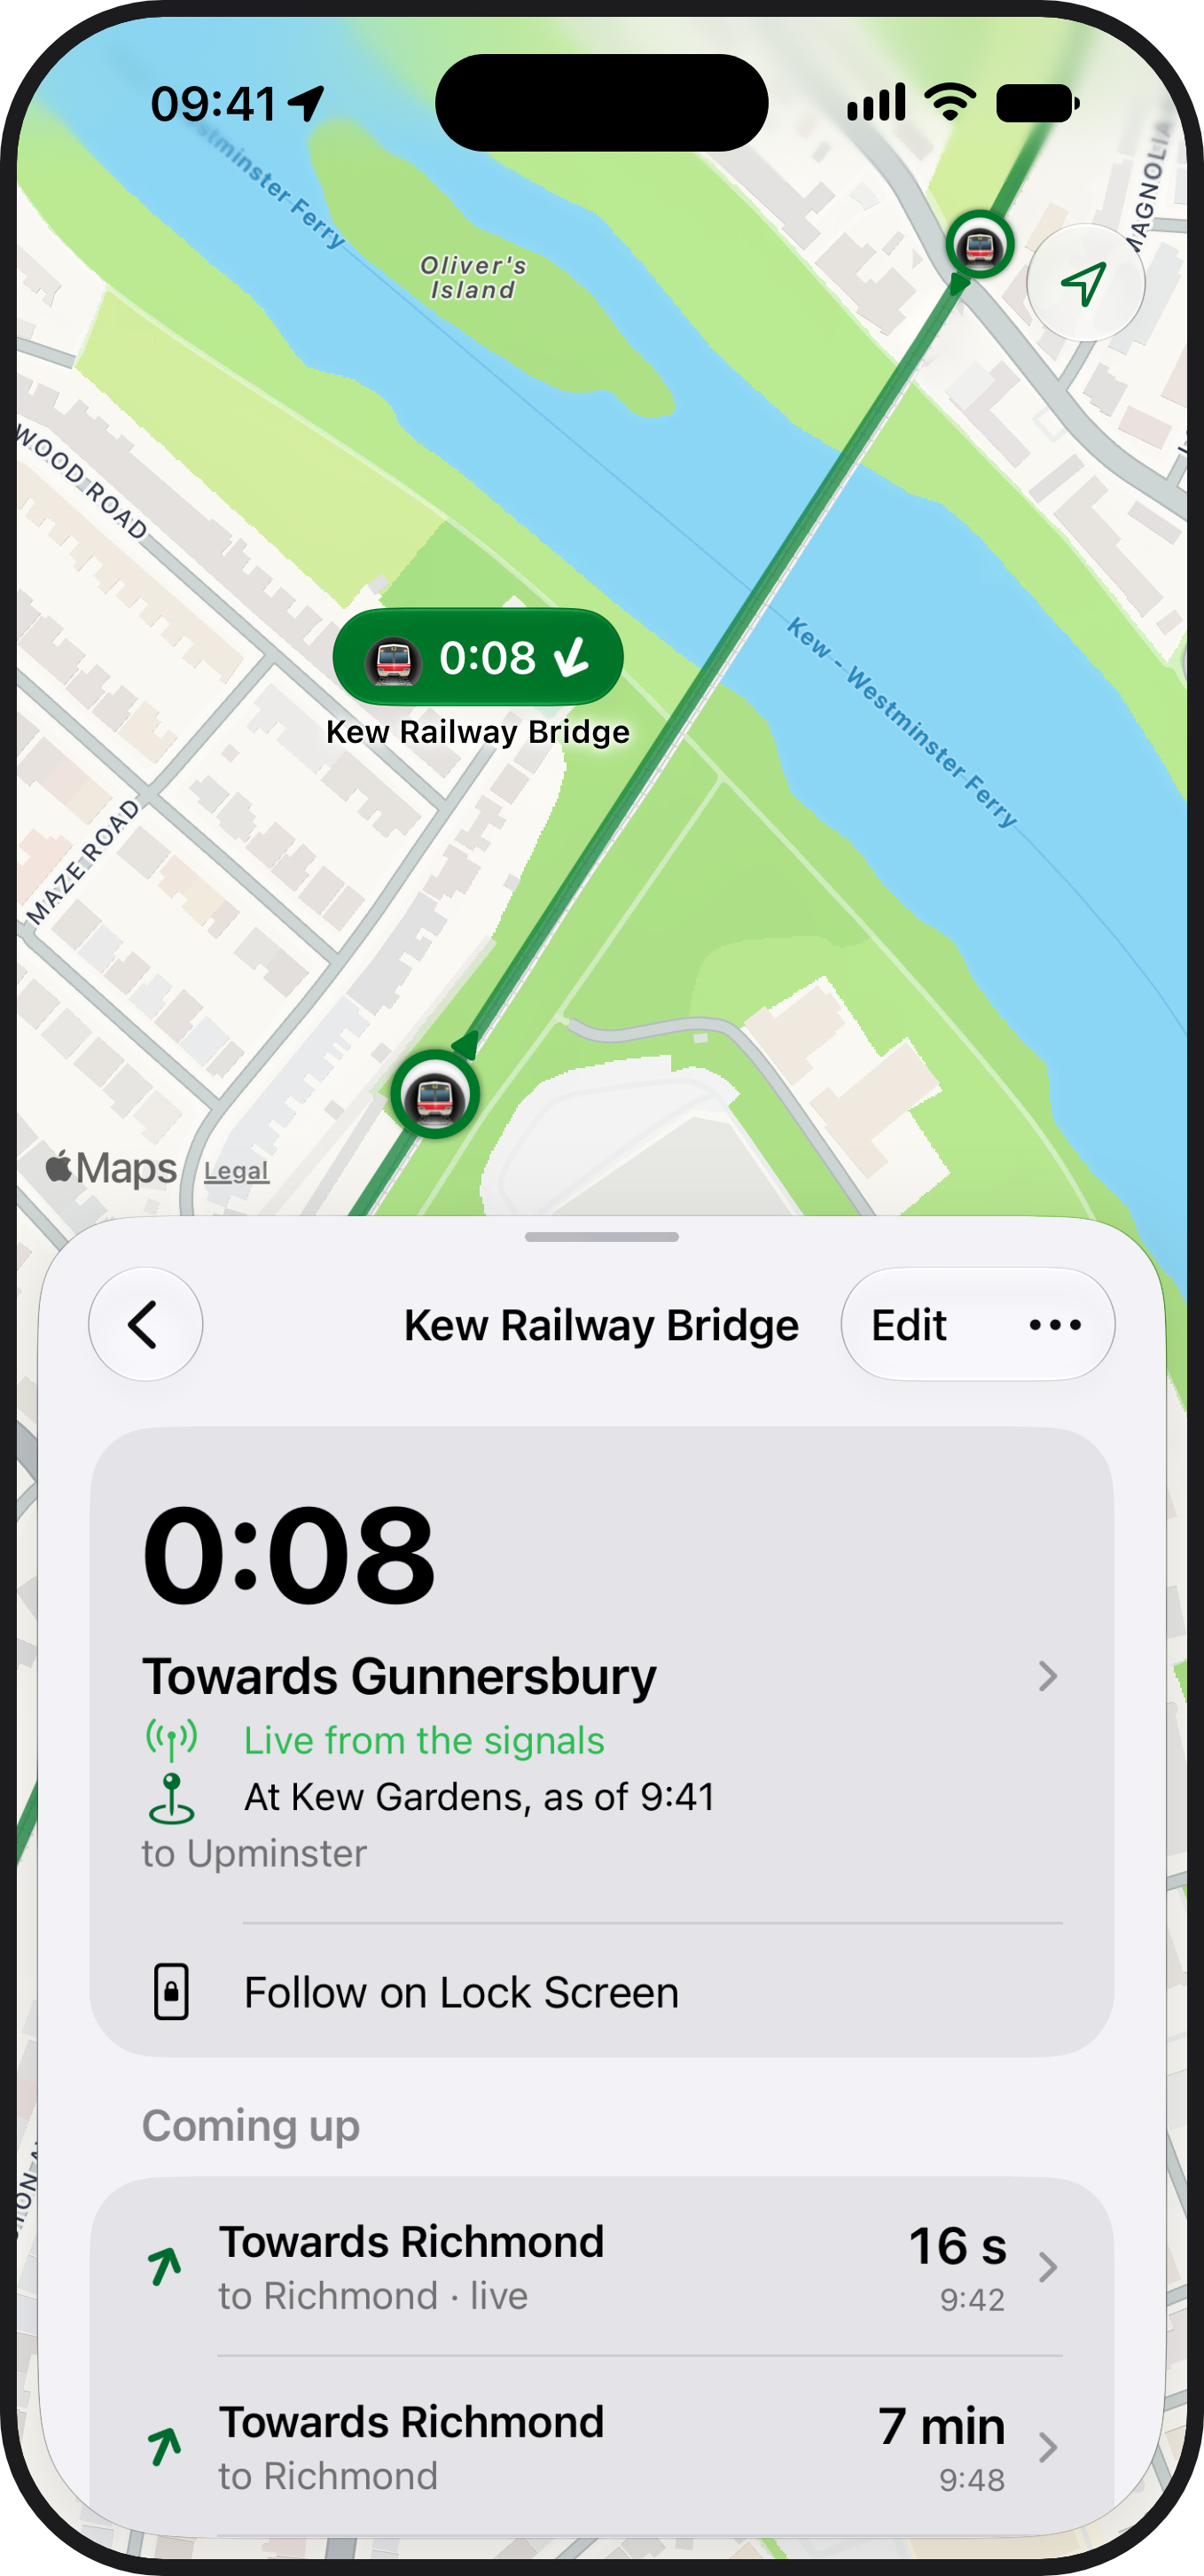 09:41
stminster Ferry
Oliver's
Island
MAGNOLIA
WOOD ROAD
0:08
Kew Railway Bridge
Kew - Westminster Ferry
MAZE ROAD
Maps
Legal
Kew Railway Bridge
Edit
0:08
Towards Gunnersbury
Live from the signals
At Kew Gardens, as of 9:41
to Upminster
Follow on Lock Screen
Coming up
Towards Richmond
16 s
to Richmond · live
9:42
Towards Richmond
7 min
to Richmond
9:48